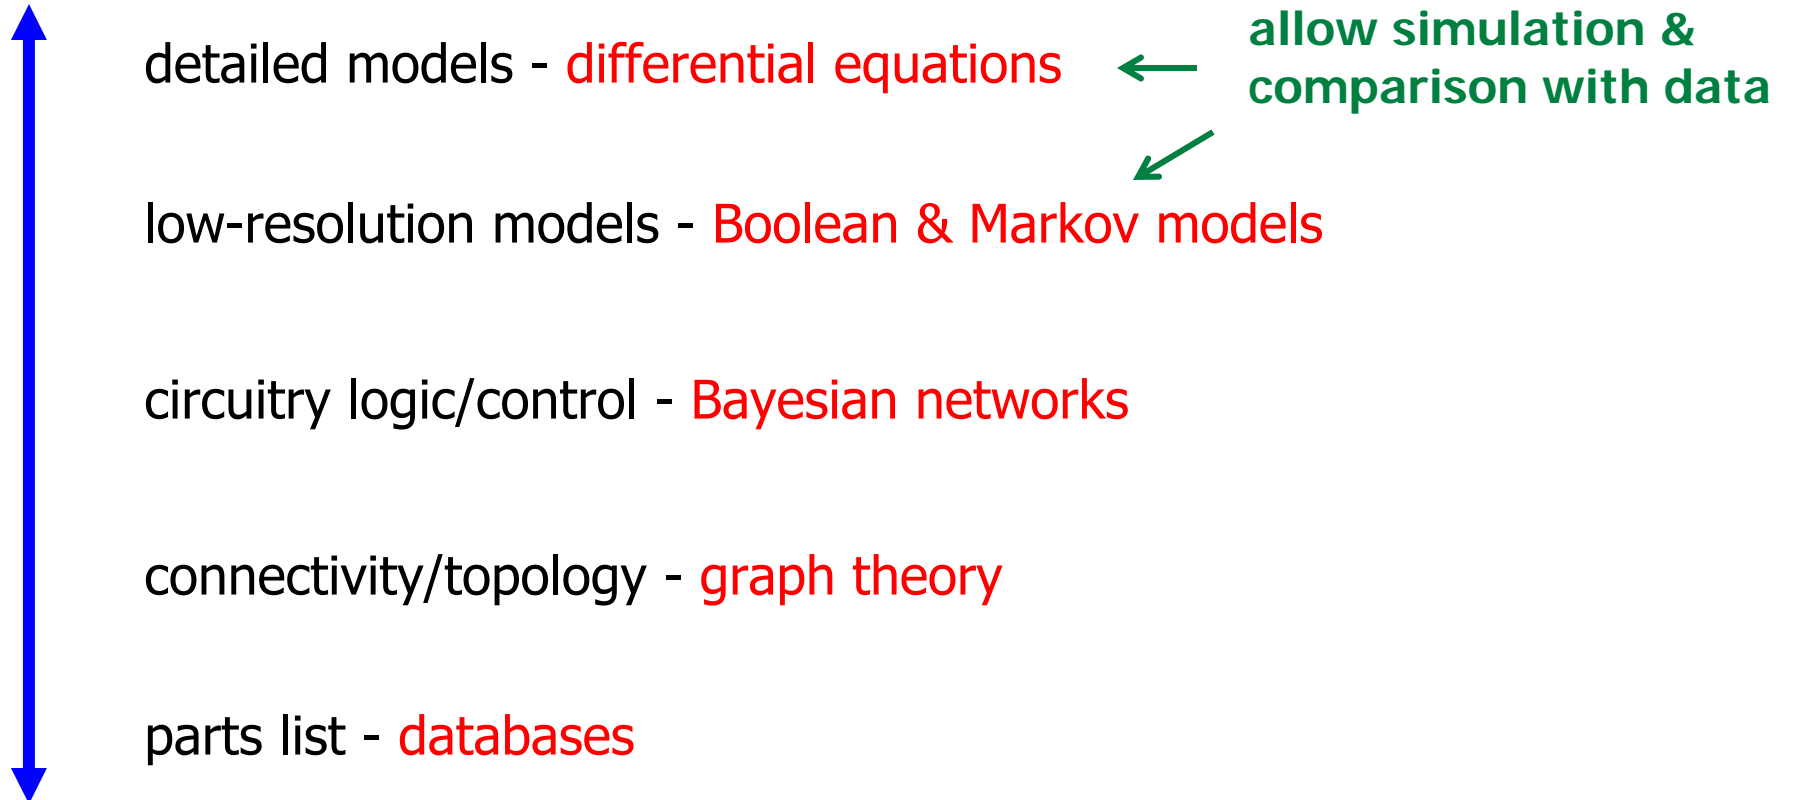 allow simulation &
comparison with data
detailed models - differential equations
low-resolution models - Boolean & Markov models
circuitry logic/control - Bayesian networks
connectivity/topology - graph theory
parts list - databases